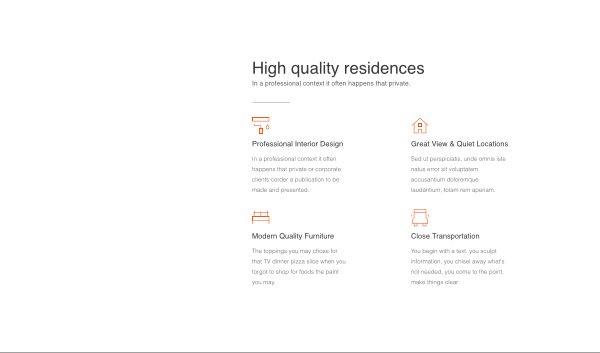 High quality residences
In a professional context it often happens that private.
Professional Interior Design
In a professional context it often
happens that private or corporate
clients corder a publication to be
made and presented.
Great View & Quiet Locations
Sed ut perspiciatis, unde omnis iste
natus error sit voluptatem
accusantium doloremque
laudantium, totam rem aperiam.
Modern Quality Furniture
The toppings you may chose for
that TV dinner pizza slice when you
forgot to shop for foods the paint
you may.
Close Transportation
You begin with a text, you sculpt
information, you chisel away what's
not needed, you come to the point,
make things clear.